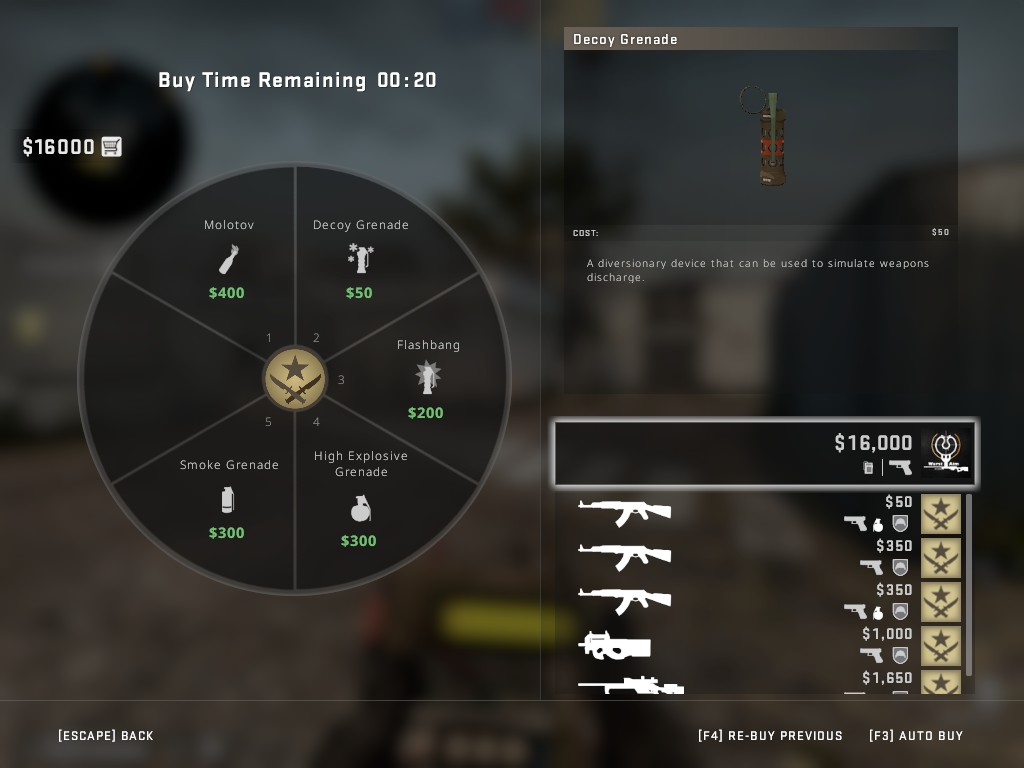 Buy Time Remaining 00:20
$16000
Molotov
$400
Decoy Grenade
$50
Flashbang
$200
High Explosive
Grenade
$300
Smoke Grenade
$300
1
2
3
4
5
Decoy Grenade
COST:
$50
A diversionary device that can be used to simulate weapons
discharge.
$16,000
Worst Aim
$50
$350
$350
$1,000
$1,650
[ESCAPE] BACK
[F4] RE-BUY PREVIOUS
[F3] AUTO BUY